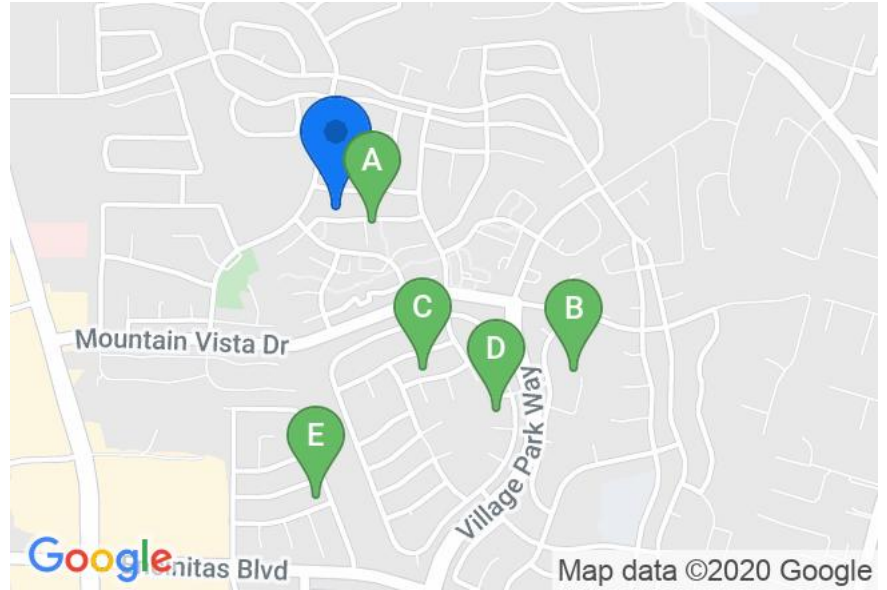 A
C
B
Mountain Vista Dr
D
Village Park Way
E
Google
nitas Blvd
Map data ©2020 Google